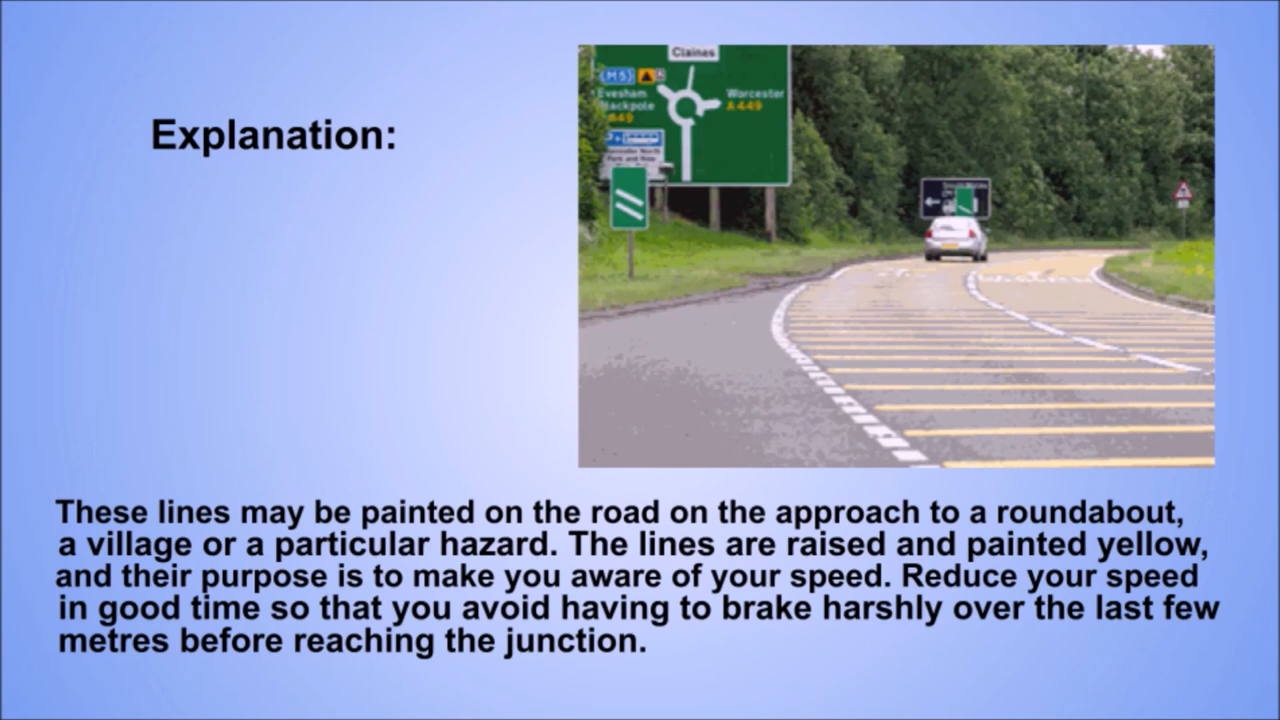 Explanation:
Claines
(M5)
Evesham
Blackpole
A449
Worcester
A449
These lines may be painted on the road on the approach to a roundabout,
a village or a particular hazard. The lines are raised and painted yellow,
and their purpose is to make you aware of your speed. Reduce your speed
in good time so that you avoid having to brake harshly over the last few
metres before reaching the junction.